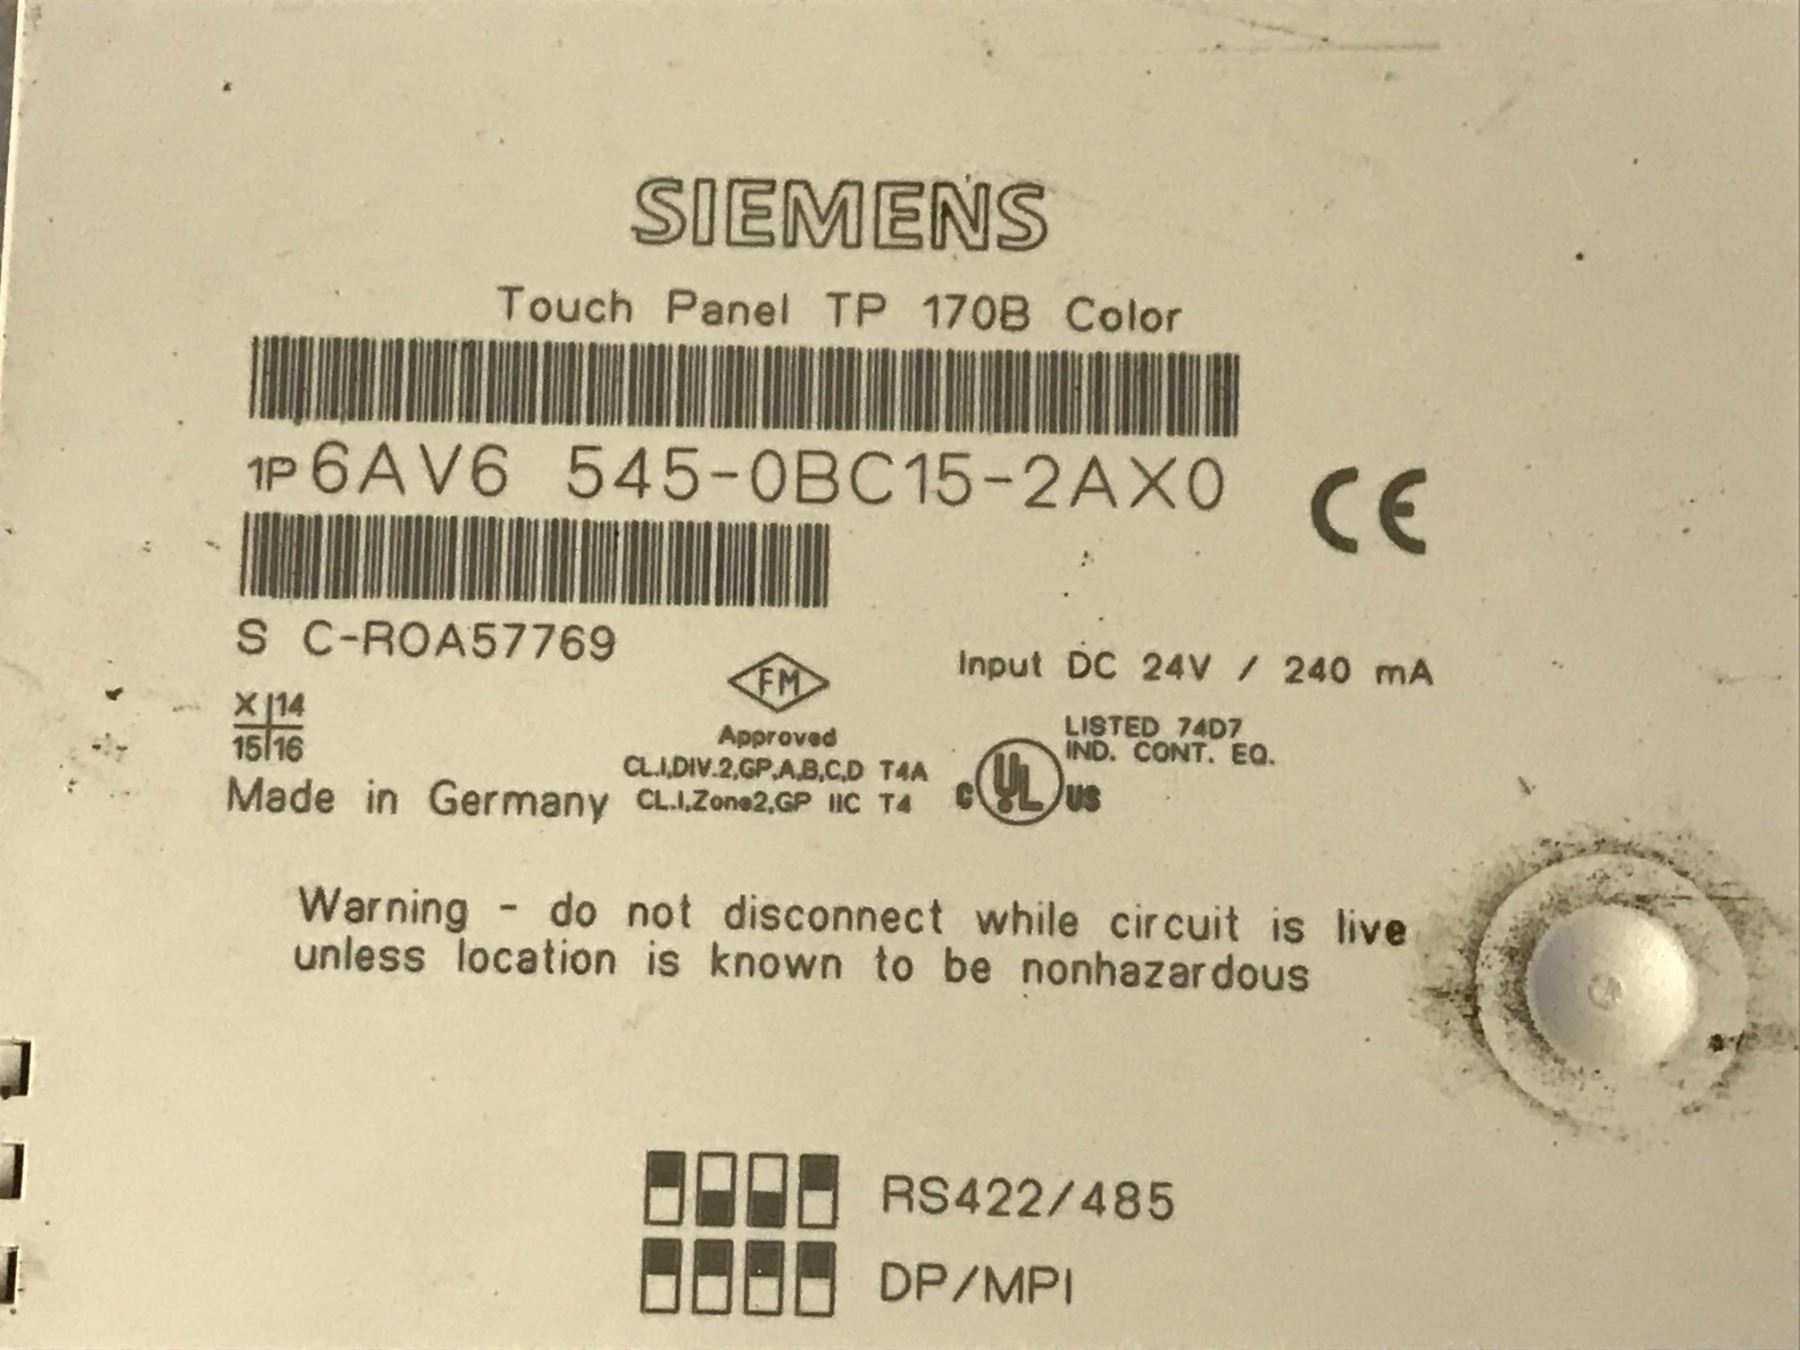 SIEMENS
Touch Panel TP 170B Color
1P 6AV6 545-0BC15-2AX0
CE
S C-R0A57769
Input DC 24V / 240 mA
FM
X 14
15 16
Approved
LISTED 74D7
IND. CONT. EQ.
CL.I,DIV.2,GP.A,B,C,D T4A
Made in Germany
CL.I,Zone2,GP IIC T4
C UL US
Warning - do not disconnect while circuit is live
unless location is known to be nonhazardous
RS422/485
DP/MPI